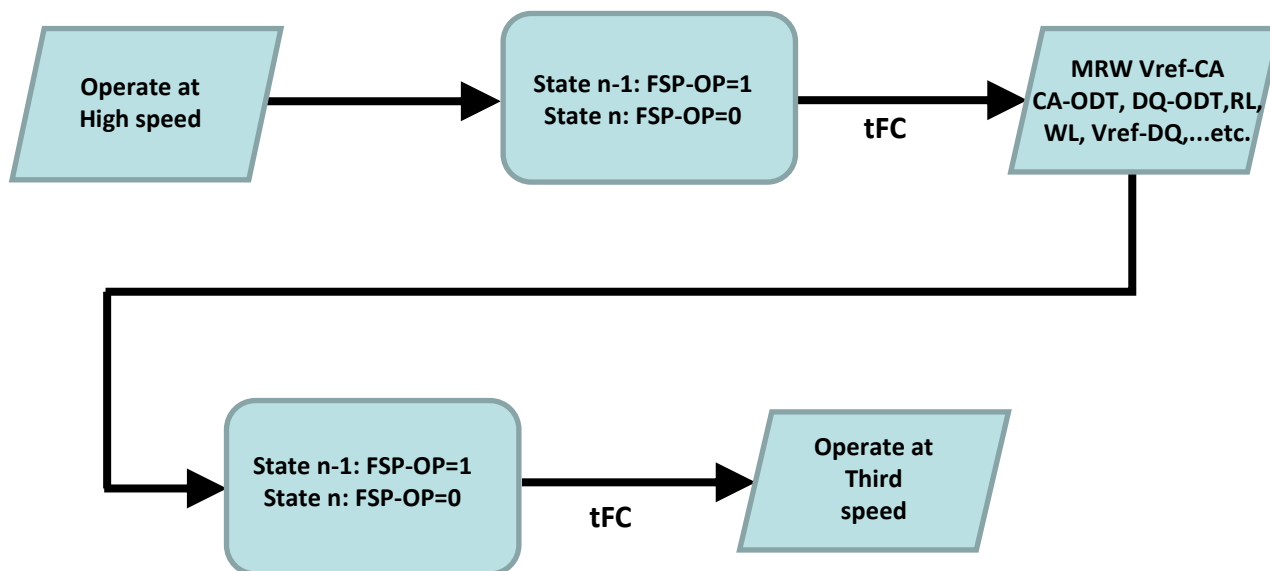 Operate at
High speed
State n-1: FSP-OP=1
State n: FSP-OP=0
tFC
MRW Vref-CA
CA-ODT, DQ-ODT,RL,
WL, Vref-DQ,...etc.
State n-1: FSP-OP=1
State n: FSP-OP=0
tFC
Operate at
Third
speed